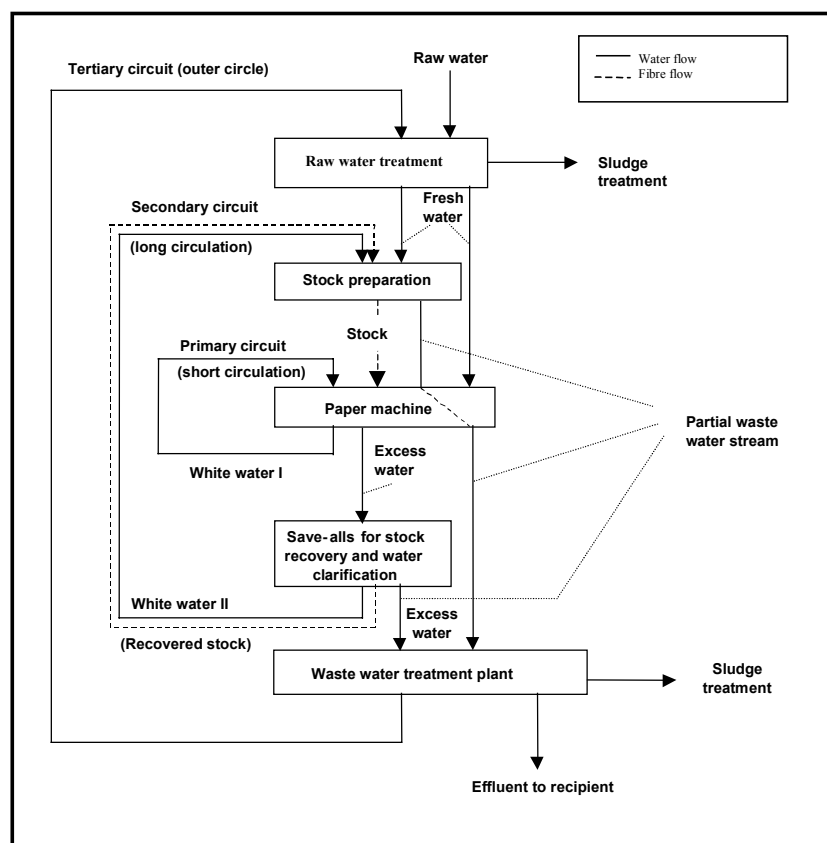 Tertiary circuit (outer circle)
Raw water
Water flow
Fibre flow
Raw water treatment
Sludge
treatment
Fresh
water
Secondary circuit
(long circulation)
Stock preparation
Stock
Primary circuit
(short circulation)
Paper machine
Partial waste
water stream
Excess
water
White water I
Save-alls for stock
recovery and water
clarification
White water II
Excess
water
(Recovered stock)
Waste water treatment plant
Sludge
treatment
Effluent to recipient